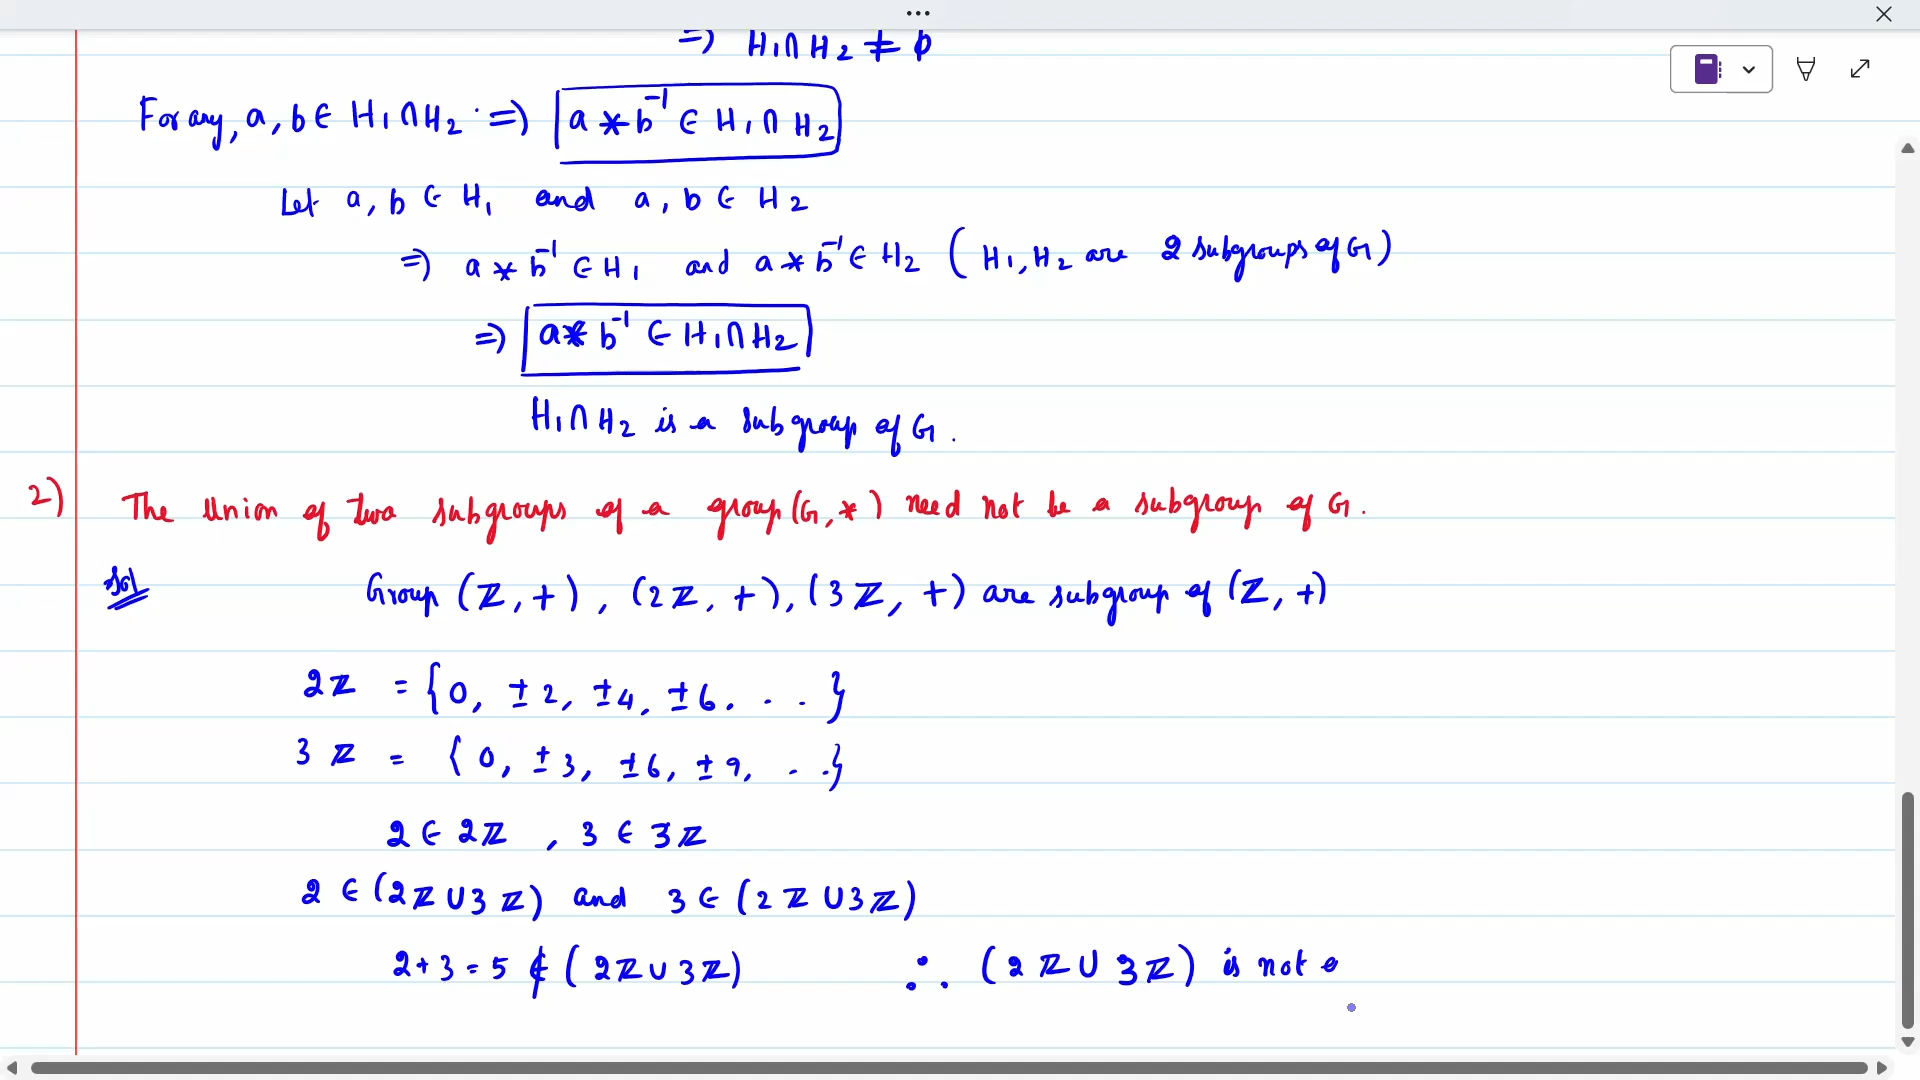 ⇒ H₁∩H₂ ≠ ϕ
For any, a, b ∈ H₁∩H₂ ⇒ a * b⁻¹ ∈ H₁∩H₂
Let a, b ∈ H₁ and a, b ∈ H₂
⇒ a * b⁻¹ ∈ H₁ and a * b⁻¹ ∈ H₂ (H₁, H₂ are 2 subgroups of G)
⇒ a * b⁻¹ ∈ H₁∩H₂
H₁∩H₂ is a subgroup of G.
2) The Union of two subgroups of a group (G, *) need not be a subgroup of G.
Sol Group (ℤ, +), (2ℤ, +), (3ℤ, +) are subgroup of (ℤ, +)
2ℤ = {0, ±2, ±4, ±6, . . .}
3ℤ = {0, ±3, ±6, ±9, . . .}
2 ∈ 2ℤ , 3 ∈ 3ℤ
2 ∈ (2ℤ ∪ 3ℤ) and 3 ∈ (2ℤ ∪ 3ℤ)
2 + 3 = 5 ∉ (2ℤ ∪ 3ℤ) ∴ (2ℤ ∪ 3ℤ) is not a